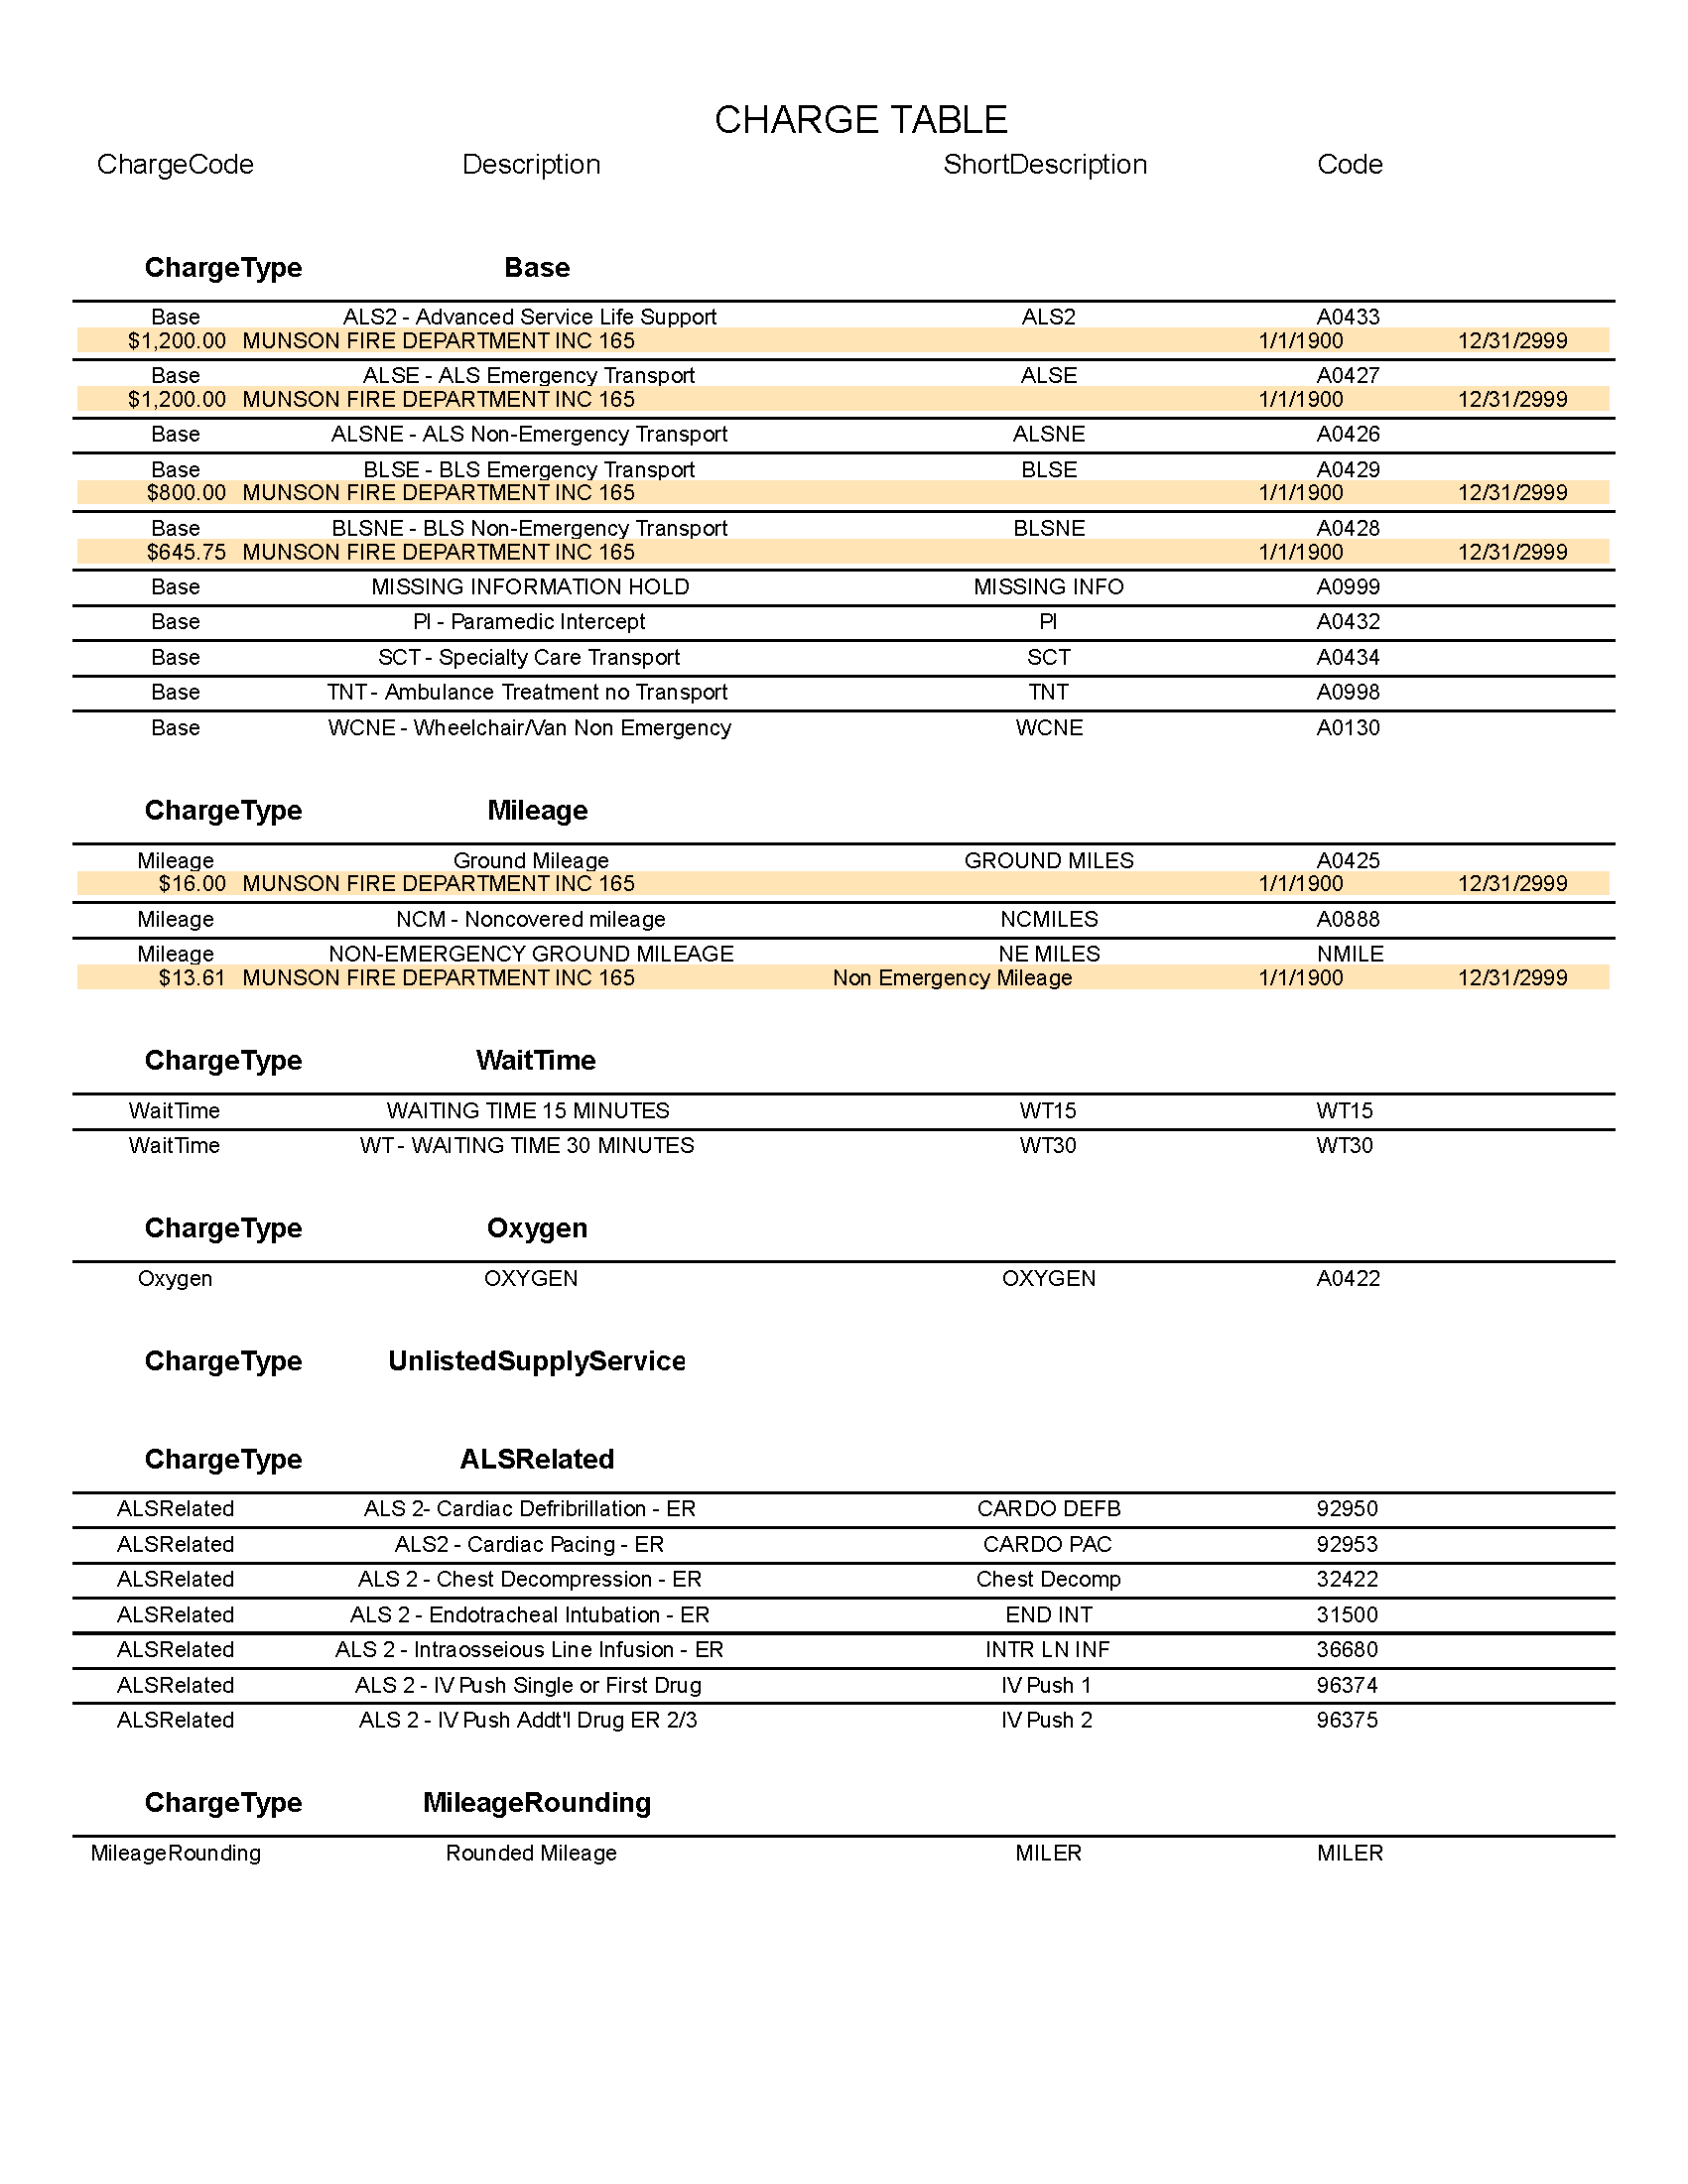 CHARGE TABLE
ChargeCode Description ShortDescription Code
ChargeType Base
Base ALS2 - Advanced Service Life Support ALS2 A0433
$1,200.00 MUNSON FIRE DEPARTMENT INC 165 1/1/1900 12/31/2999
Base ALSE - ALS Emergency Transport ALSE A0427
$1,200.00 MUNSON FIRE DEPARTMENT INC 165 1/1/1900 12/31/2999
Base ALSNE - ALS Non-Emergency Transport ALSNE A0426
Base BLSE - BLS Emergency Transport BLSE A0429
$800.00 MUNSON FIRE DEPARTMENT INC 165 1/1/1900 12/31/2999
Base BLSNE - BLS Non-Emergency Transport BLSNE A0428
$645.75 MUNSON FIRE DEPARTMENT INC 165 1/1/1900 12/31/2999
Base MISSING INFORMATION HOLD MISSING INFO A0999
Base PI - Paramedic Intercept PI A0432
Base SCT - Specialty Care Transport SCT A0434
Base TNT - Ambulance Treatment no Transport TNT A0998
Base WCNE - Wheelchair/Van Non Emergency WCNE A0130
ChargeType Mileage
Mileage Ground Mileage GROUND MILES A0425
$16.00 MUNSON FIRE DEPARTMENT INC 165 1/1/1900 12/31/2999
Mileage NCM - Noncovered mileage NCMILES A0888
Mileage NON-EMERGENCY GROUND MILEAGE NE MILES NMILE
$13.61 MUNSON FIRE DEPARTMENT INC 165 Non Emergency Mileage 1/1/1900 12/31/2999
ChargeType WaitTime
WaitTime WAITING TIME 15 MINUTES WT15 WT15
WaitTime WT - WAITING TIME 30 MINUTES WT30 WT30
ChargeType Oxygen
Oxygen OXYGEN OXYGEN A0422
ChargeType UnlistedSupplyService
ChargeType ALSRelated
ALSRelated ALS 2- Cardiac Defribrillation - ER CARDO DEFB 92950
ALSRelated ALS2 - Cardiac Pacing - ER CARDO PAC 92953
ALSRelated ALS 2 - Chest Decompression - ER Chest Decomp 32422
ALSRelated ALS 2 - Endotracheal Intubation - ER END INT 31500
ALSRelated ALS 2 - Intraosseious Line Infusion - ER INTR LN INF 36680
ALSRelated ALS 2 - IV Push Single or First Drug IV Push 1 96374
ALSRelated ALS 2 - IV Push Addt'l Drug ER 2/3 IV Push 2 96375
ChargeType MileageRounding
MileageRounding Rounded Mileage MILER MILER